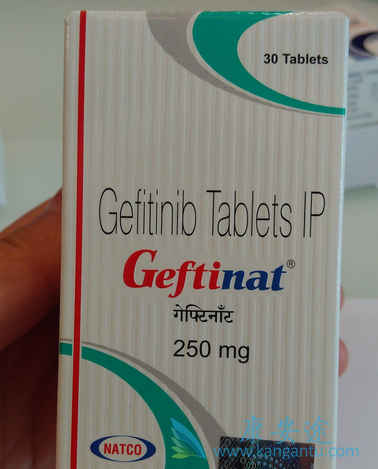 30 Tablets
Gefitinib Tablets IP
Geftinat®
गेफ्टिनॉट
250 mg
NATCO
康安途
www.kangantu.com